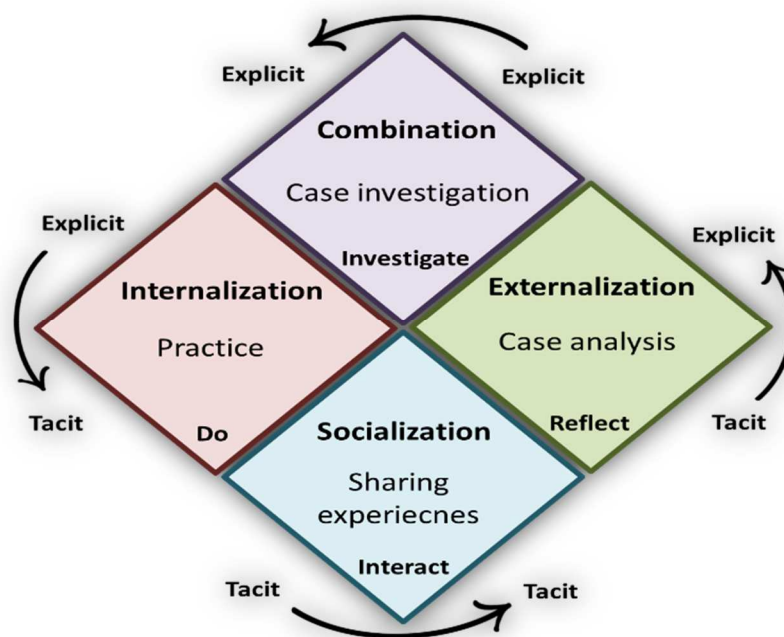 Explicit
Explicit
Combination
Case investigation
Investigate
Explicit
Internalization
Practice
Do
Tacit
Explicit
Externalization
Case analysis
Reflect
Tacit
Socialization
Sharing
experiecnes
Interact
Tacit
Tacit